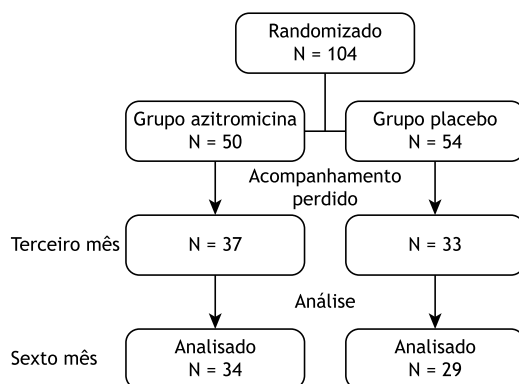 Randomizado
N = 104
Grupo azitromicina
N = 50
Grupo placebo
N = 54
Acompanhamento
perdido
Terceiro mês
N = 37
N = 33
Análise
Sexto mês
Analisado
N = 34
Analisado
N = 29